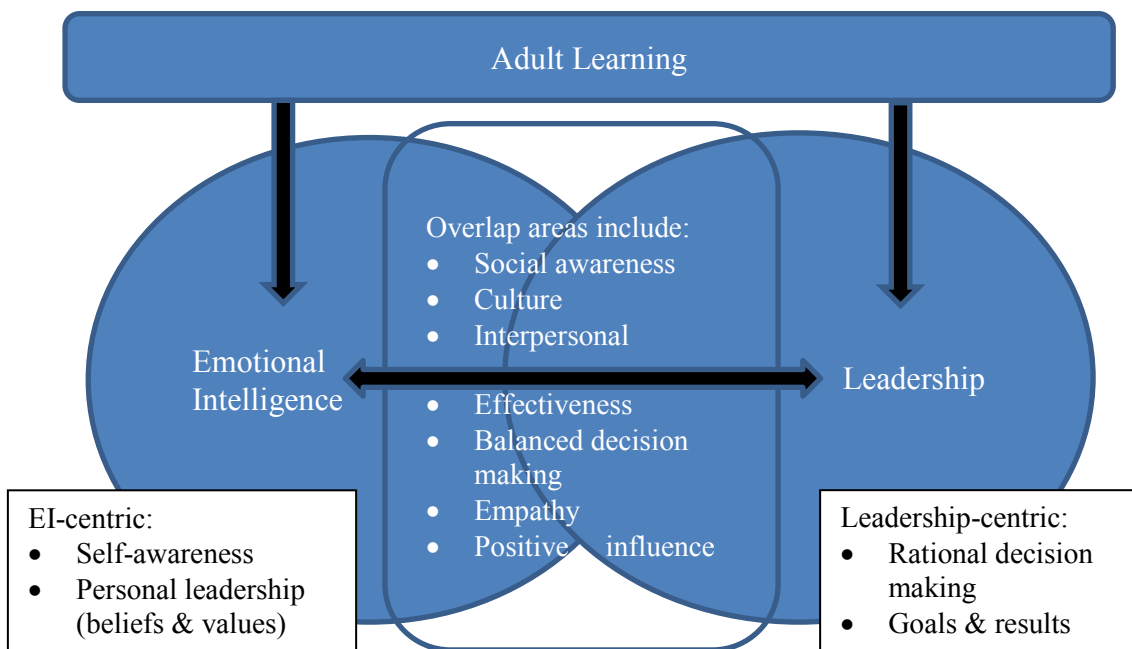 Adult Learning
Overlap areas include:
• Social awareness
• Culture
• Interpersonal
Emotional
Intelligence
Leadership
• Effectiveness
• Balanced decision
making
• Empathy
• Positive influence
EI-centric:
• Self-awareness
• Personal leadership
(beliefs & values)
Leadership-centric:
• Rational decision
making
• Goals & results